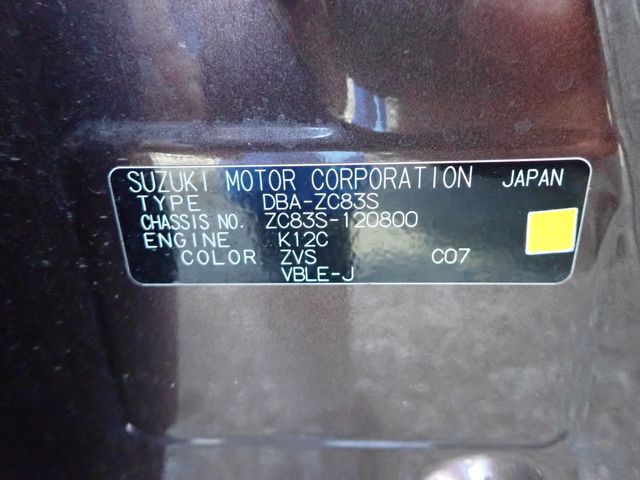 SUZUKI MOTOR CORPORATION JAPAN
TYPE DBA-ZC83S
CHASSIS NO. ZC83S-120800
ENGINE K12C
COLOR ZVS C07
VBLE-J